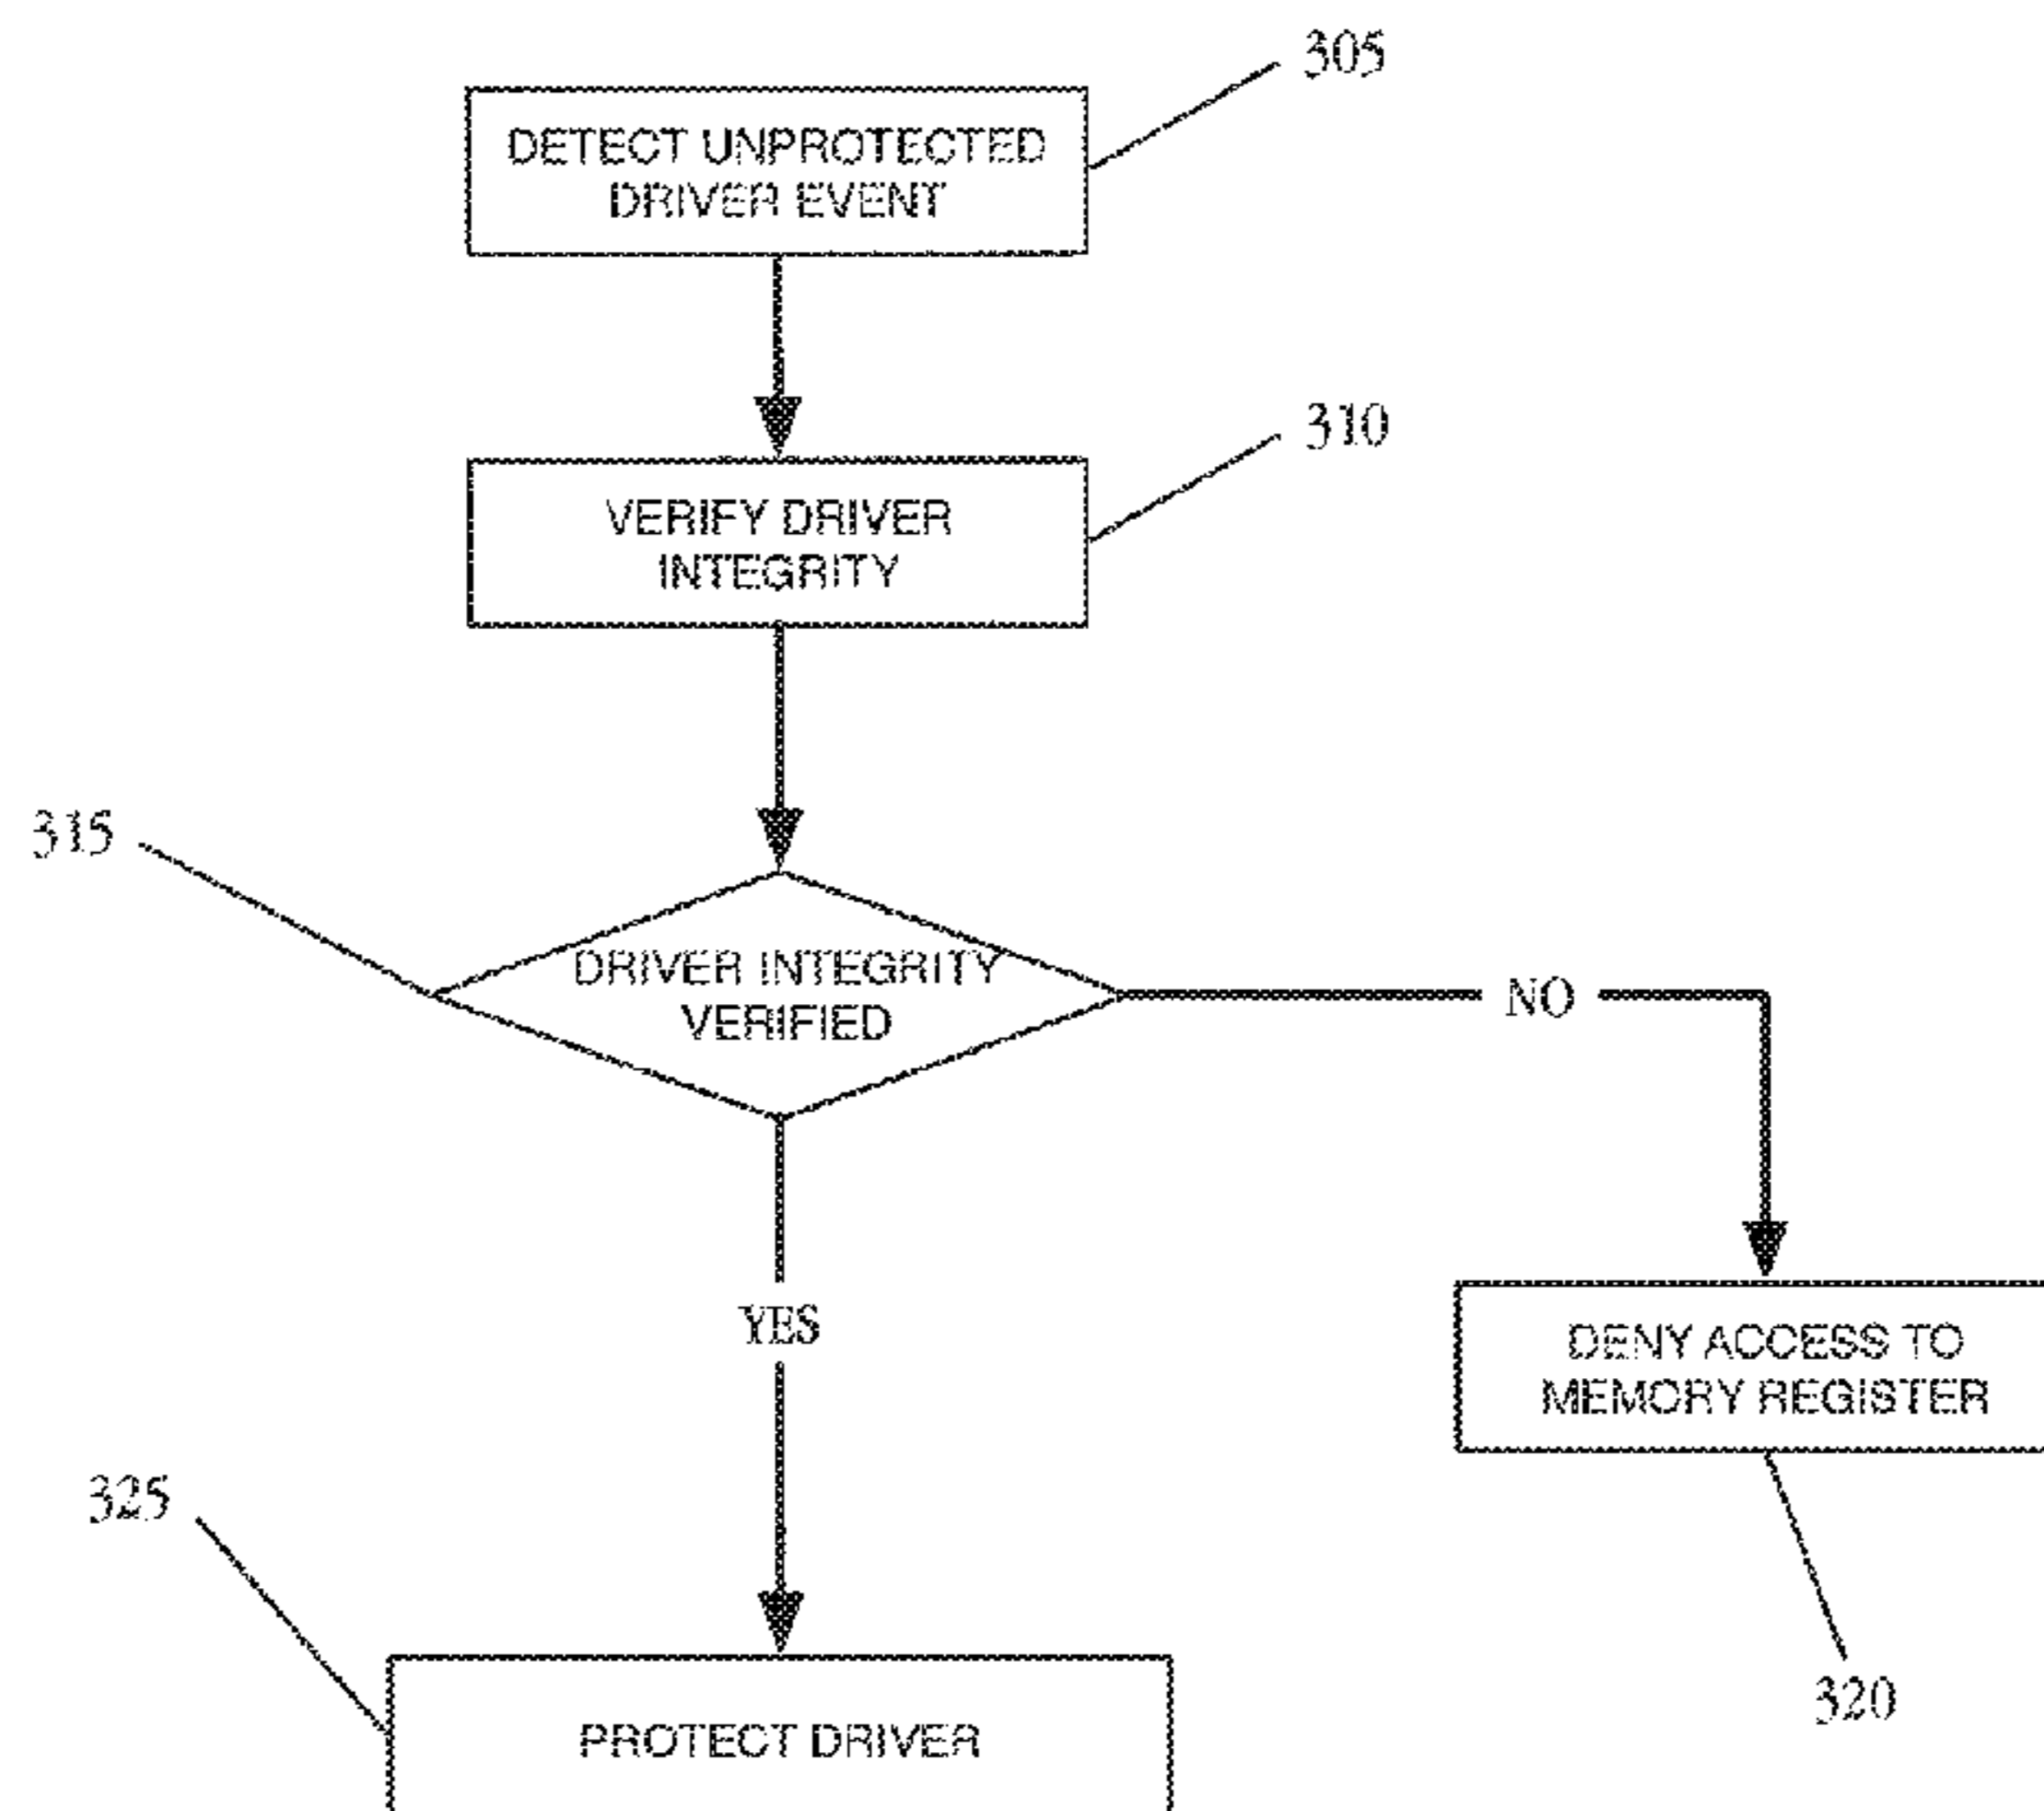 305
DETECT UNPROTECTED
DRIVER EVENT
310
VERIFY DRIVER
INTEGRITY
315
DRIVER INTEGRITY
VERIFIED
NO
YES
DENY ACCESS TO
MEMORY REGISTER
325
320
PROTECT DRIVER